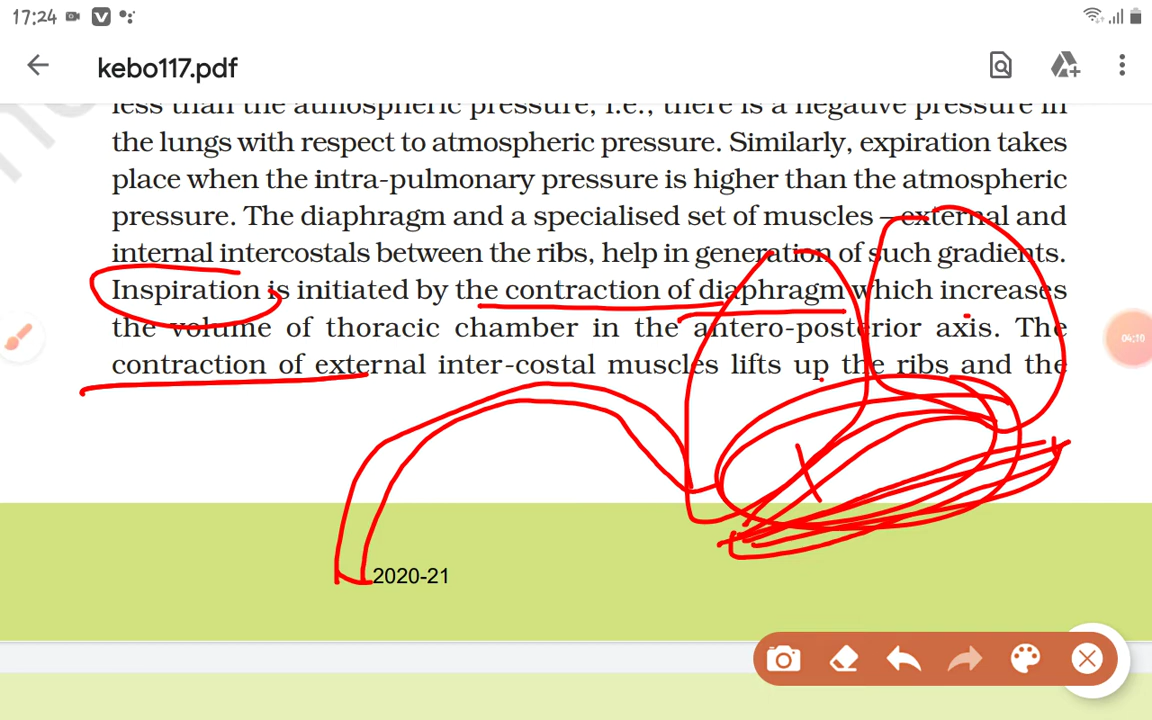 17:24
kebo117.pdf
less than the atmospheric pressure, i.e., there is a negative pressure in
the lungs with respect to atmospheric pressure. Similarly, expiration takes
place when the intra-pulmonary pressure is higher than the atmospheric
pressure. The diaphragm and a specialised set of muscles – external and
internal intercostals between the ribs, help in generation of such gradients.
Inspiration is initiated by the contraction of diaphragm which increases
the volume of thoracic chamber in the antero-posterior axis. The
contraction of external inter-costal muscles lifts up the ribs and the
2020-21
04:10